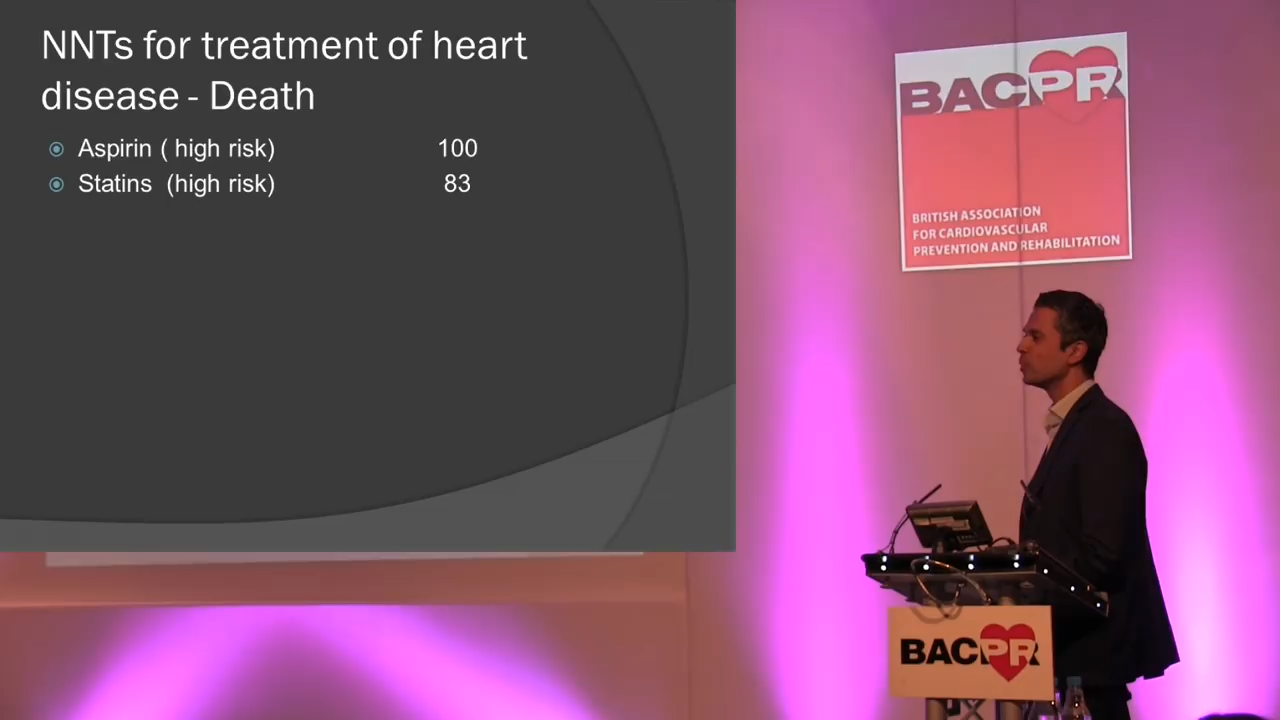 NNTs for treatment of heart
disease - Death
Aspirin ( high risk) 100
Statins (high risk) 83
BACPR
BRITISH ASSOCIATION
FOR CARDIOVASCULAR
PREVENTION AND REHABILITATION
BACPR